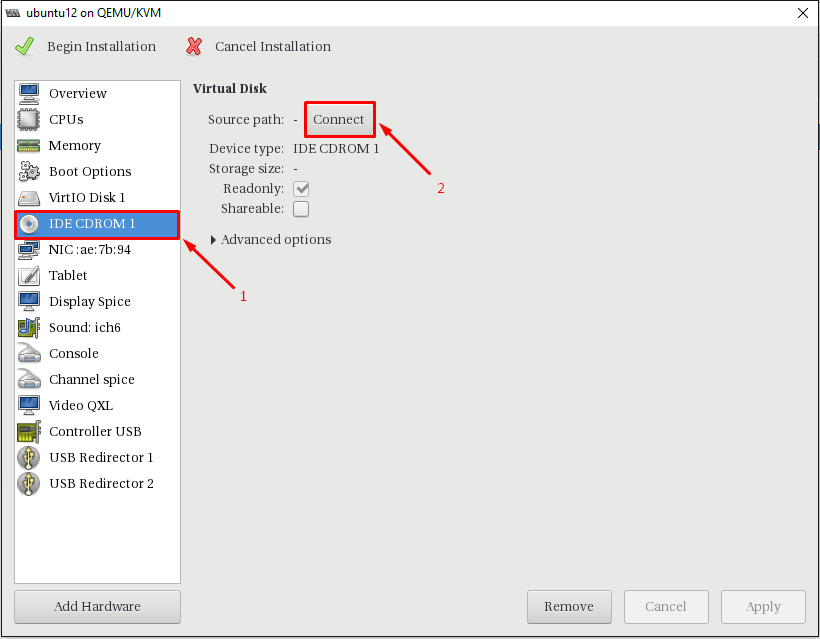 ubuntu12 on QEMU/KVM
Begin Installation Cancel Installation
Overview
CPUs
Memory
Boot Options
VirtIO Disk 1
IDE CDROM 1
NIC :ae:7b:94
Tablet
Display Spice
Sound: ich6
Console
Channel spice
Video QXL
Controller USB
USB Redirector 1
USB Redirector 2
Add Hardware
Virtual Disk
Source path: - Connect
Device type: IDE CDROM 1
Storage size: -
Readonly:
Shareable:
Advanced options
1
2
Remove Cancel Apply